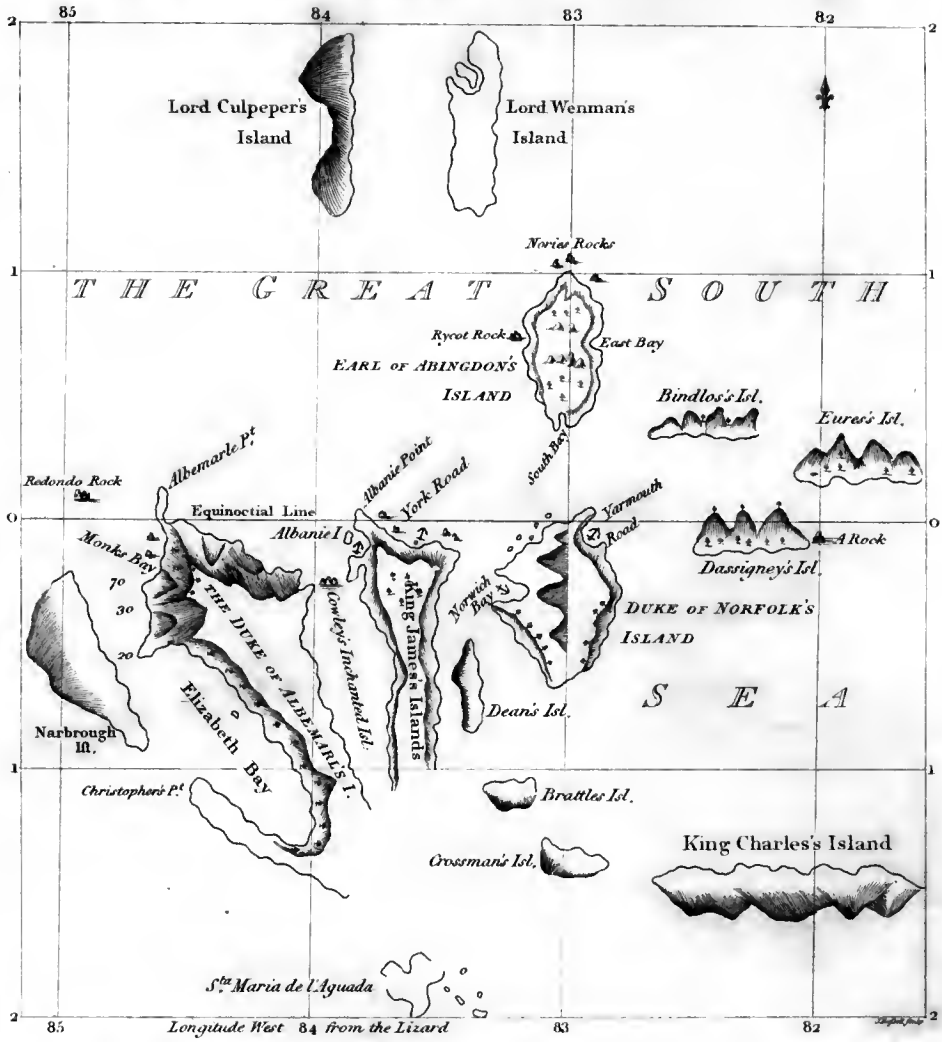 85 84 83 82
2 2
Lord Culpeper's
Island
Lord Wenman's
Island
Nories Rocks
1 1
THE GREAT SOUTH
Rycot Rock
East Bay
EARL OF ABINGDON'S
ISLAND
Bindlos's Isl.
Eures's Isl.
South Bay
Albemarle Pt.
Albanie Point
York Road
Redondo Rock
Equinoctial Line
Yarmouth
Road
0 0
Albanie I
A Rock
Monks Bay
Dassigney's Isl.
70
30
20
THE DUKE OF ALBEMARL'S I.
Cowley's Inchanted Isl.
King James's Islands
Norwich
Bay
DUKE OF NORFOLK'S
ISLAND
SEA
Narbrough
Isl.
Elizabeth Bay
Dean's Isl.
1 1
Christopher's Pt.
Brattles Isl.
Crossman's Isl.
King Charles's Island
Sta. Maria de l'Aguada
2 2
85 84 83 82
Longitude West from the Lizard